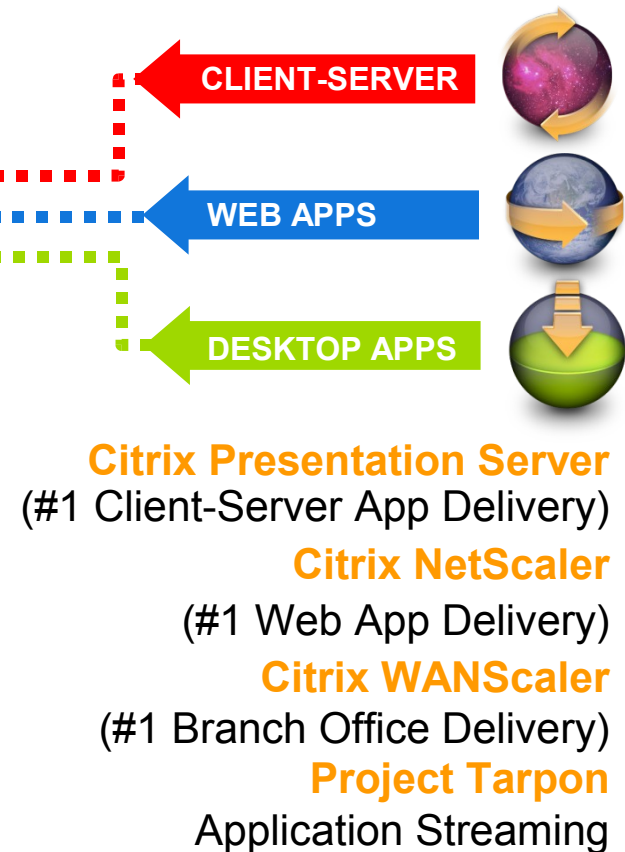 CLIENT-SERVER
WEB APPS
DESKTOP APPS
Citrix Presentation Server
(#1 Client-Server App Delivery)
Citrix NetScaler
(#1 Web App Delivery)
Citrix WANScaler
(#1 Branch Office Delivery)
Project Tarpon
Application Streaming